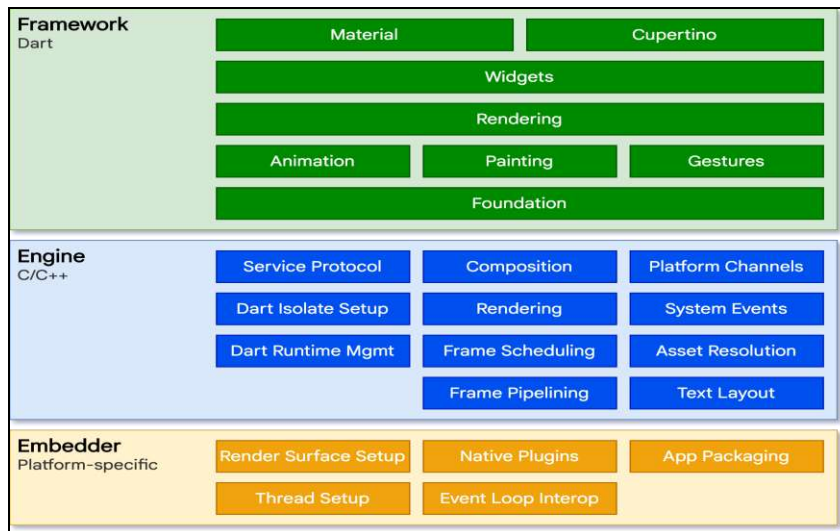 Framework
Dart
Material
Cupertino
Widgets
Rendering
Animation
Painting
Gestures
Foundation
Engine
C/C++
Service Protocol
Composition
Platform Channels
Dart Isolate Setup
Rendering
System Events
Dart Runtime Mgmt
Frame Scheduling
Asset Resolution
Frame Pipelining
Text Layout
Embedder
Platform-specific
Render Surface Setup
Native Plugins
App Packaging
Thread Setup
Event Loop Interop